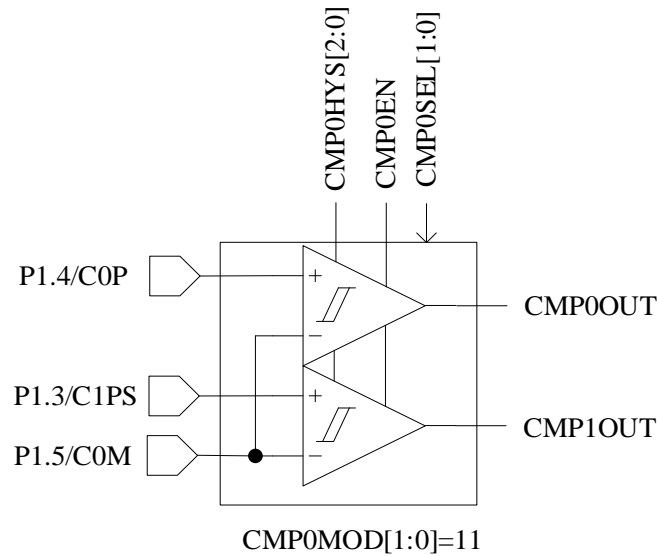 CMP0HYS[2:0]
CMP0EN
CMP0SEL[1:0]
P1.4/C0P
+
−
CMP0OUT
P1.3/C1PS
+
P1.5/C0M
−
CMP1OUT
CMP0MOD[1:0]=11